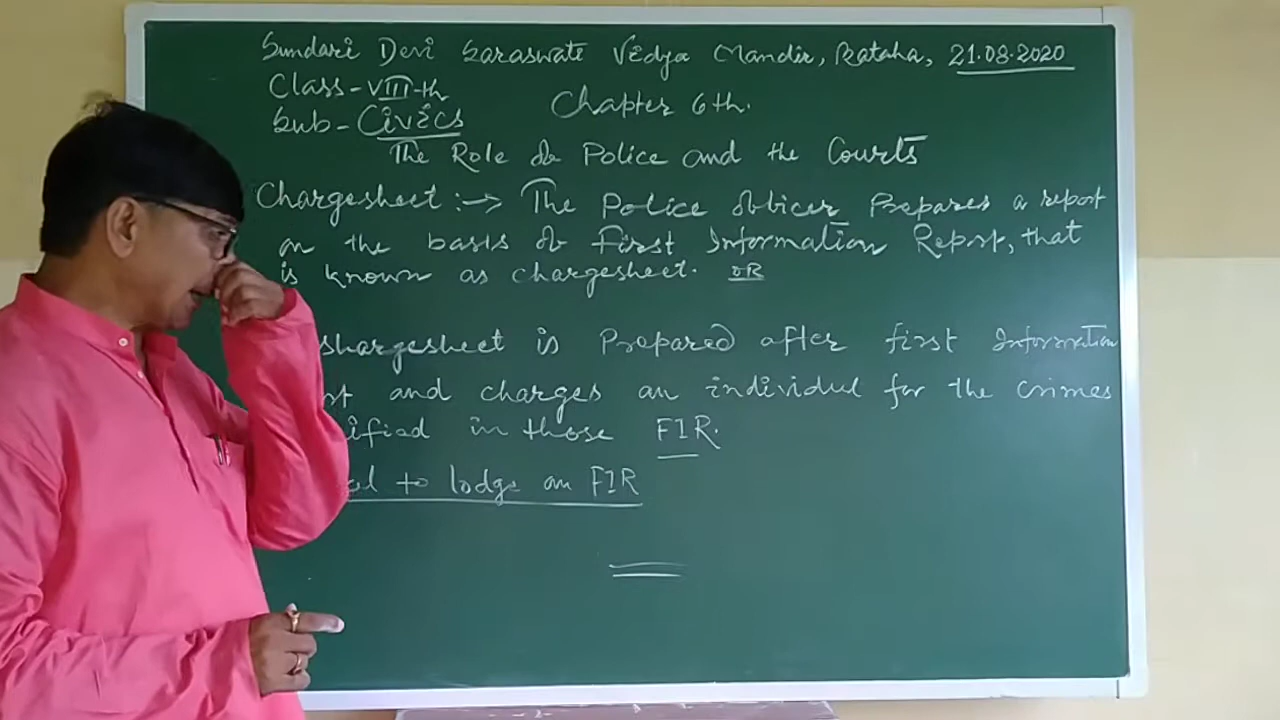 Sundari Devi Saraswati Vidya Mandir, Rataha, 21.08.2020
Class-VIII-th
Chapter 6th.
Sub-Civics
The Role of Police and the Courts
Chargesheet :→ The Police officer Prepares a report
on the basis of First Information Report, that
is known as chargesheet. OR
chargesheet is Prepared after first Information
and charges an individul for the crimes
in those FIR.
to lodge an FIR